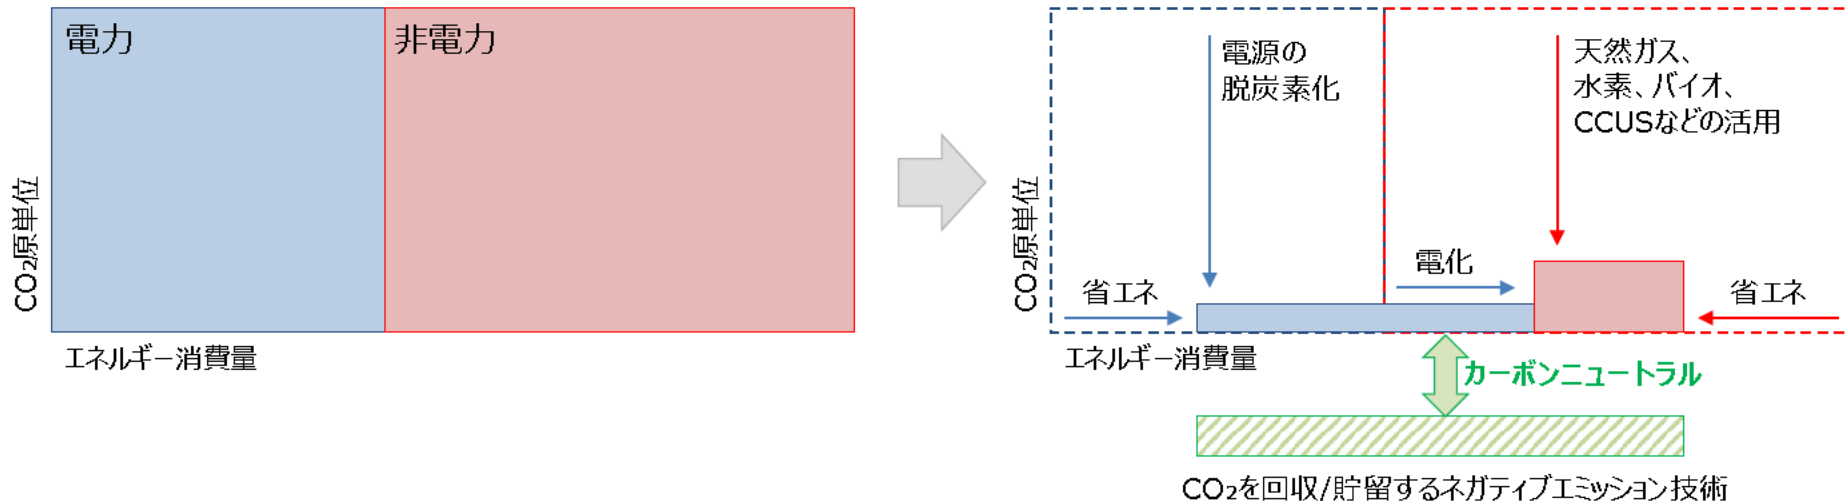 電力
非電力
CO₂原単位
エネルギー消費量
電源の
脱炭素化
天然ガス、
水素、バイオ、
CCUSなどの活用
CO₂原単位
省エネ
電化
省エネ
エネルギー消費量
カーボンニュートラル
CO₂を回収/貯留するネガティブエミッション技術